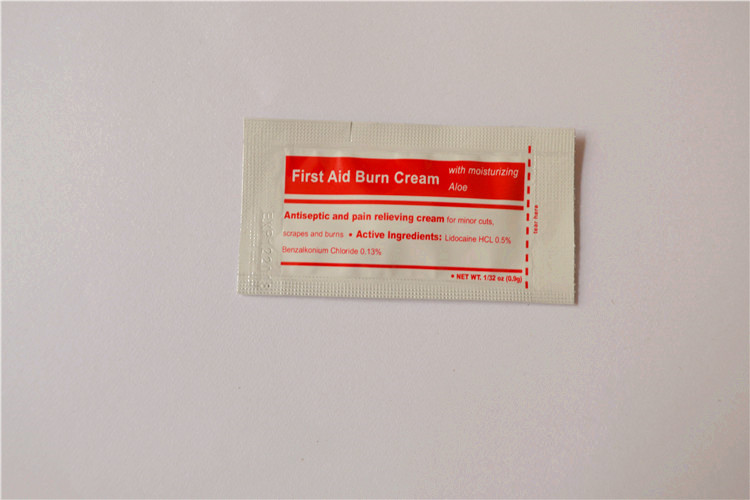 First Aid Burn Cream with moisturizing
Aloe
Antiseptic and pain relieving cream for minor cuts,
scrapes and burns • Active Ingredients: Lidocaine HCL 0.5%
Benzalkonium Chloride 0.13%
• NET WT. 1/32 oz (0.9g)
tear here